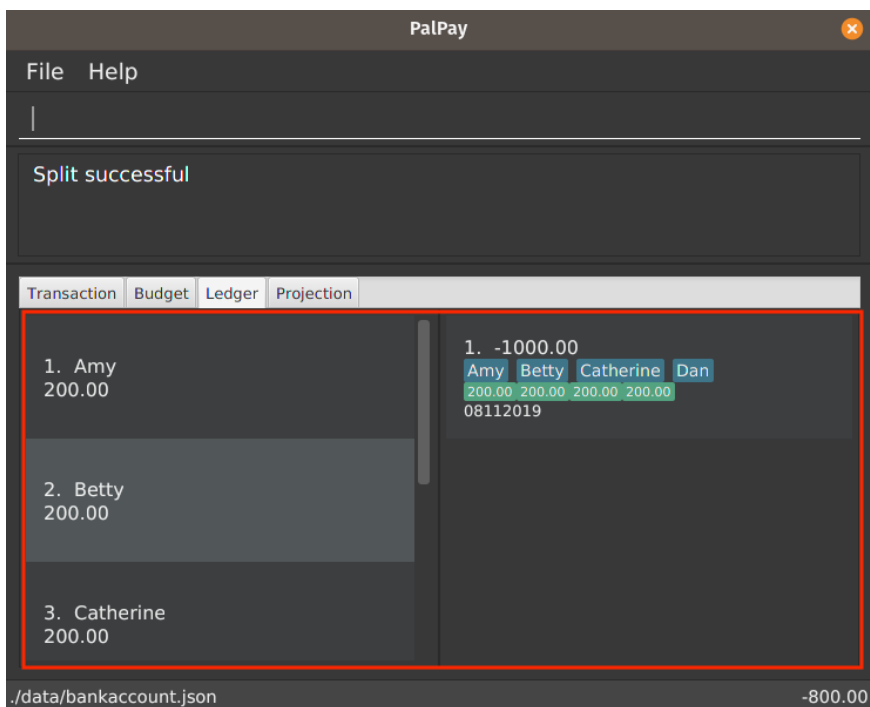 PalPay
File Help
Split successful
Transaction Budget Ledger Projection
1. Amy
200.00
2. Betty
200.00
3. Catherine
200.00
1. -1000.00
Amy Betty Catherine Dan
200.00 200.00 200.00 200.00
08112019
./data/bankaccount.json -800.00